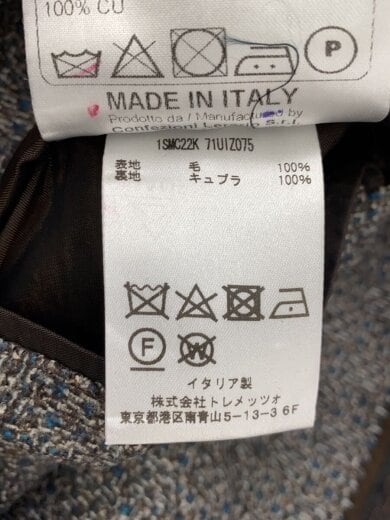 100% CU
P
MADE IN ITALY
Prodotto da / Manufactured by
Confezioni
1SMC22K 71UIZ075
表地 毛 100%
裏地 キュプラ 100%
F W
イタリア製
株式会社トレメッツォ
東京都港区南青山5-13-3 6F